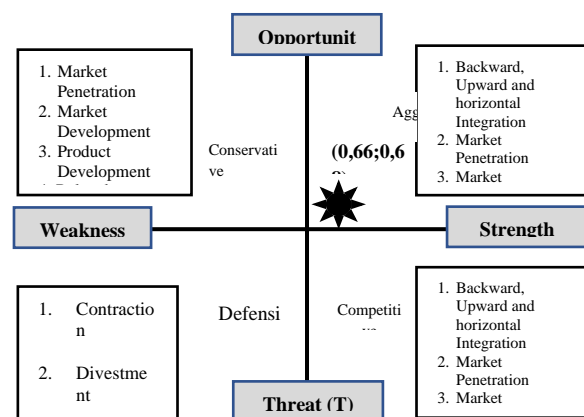 Opportunit
1. Market
Penetration
2. Market
Development
3. Product
Development
Conservati
ve
Agg
(0,66;0,6
1. Backward,
Upward and
horizontal
Integration
2. Market
Penetration
3. Market
Weakness
Strength
1. Contractio
n
2. Divestme
nt
Defensi
Competiti
1. Backward,
Upward and
horizontal
Integration
2. Market
Penetration
3. Market
Threat (T)